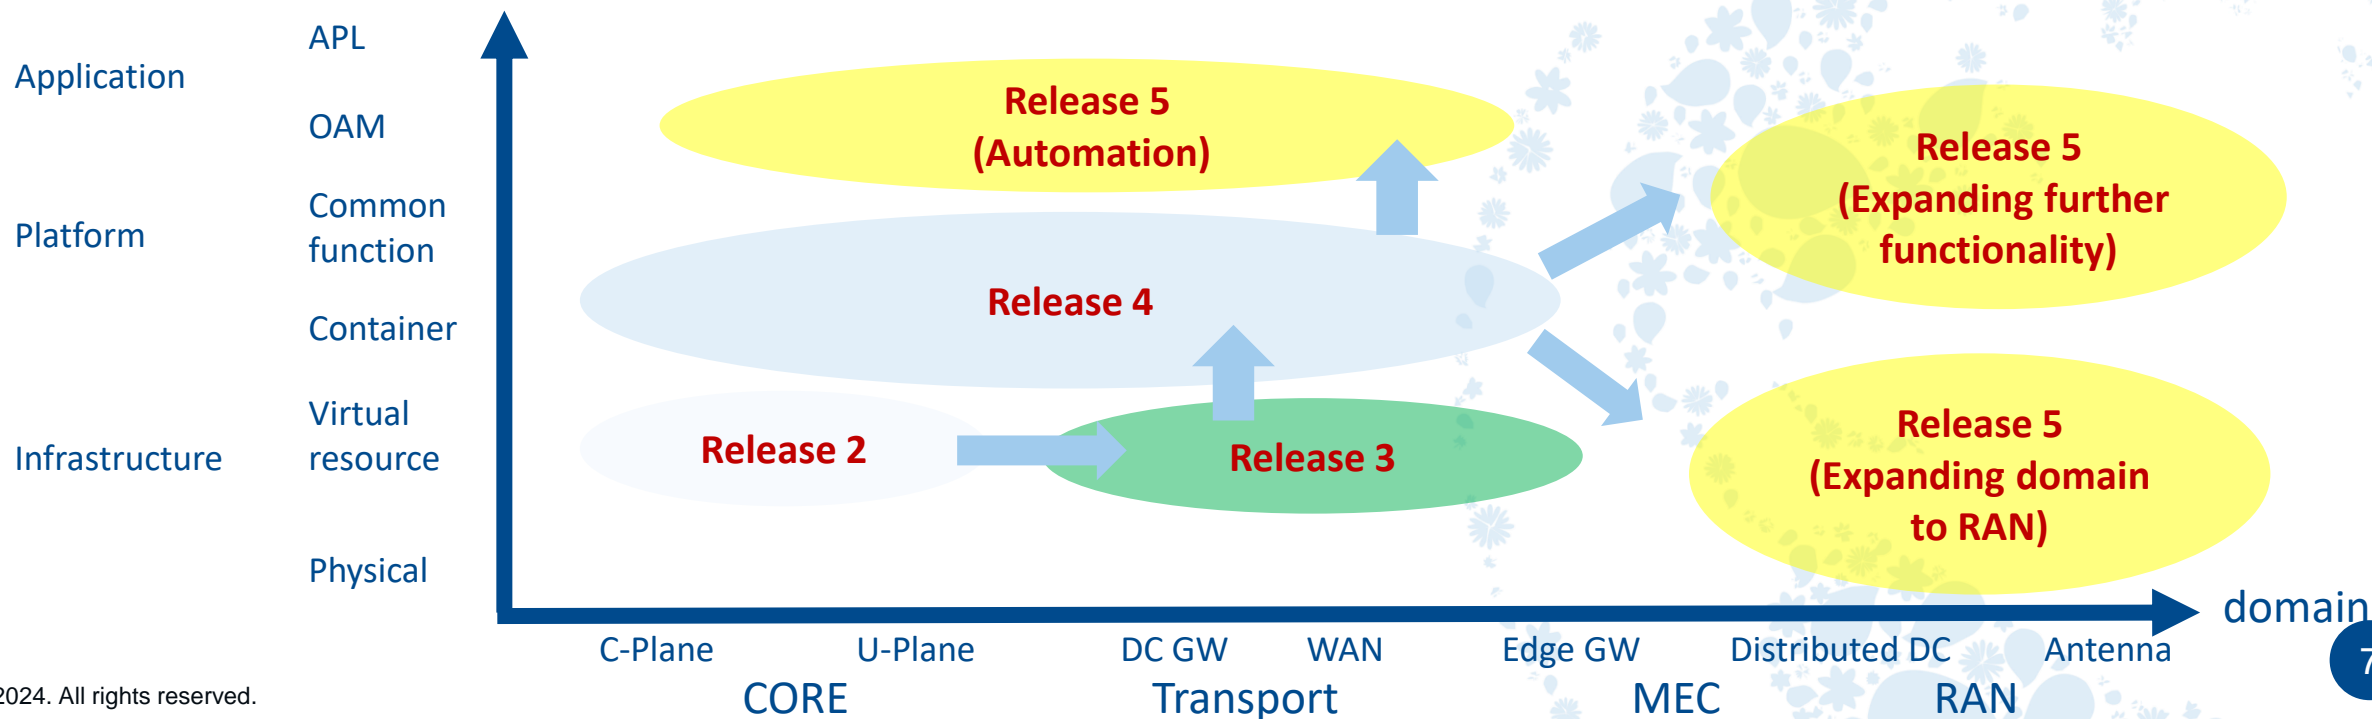 APL
Application
OAM
Common
function
Platform
Container
Virtual
resource
Infrastructure
Physical
Release 5
(Automation)
Release 5
(Expanding further
functionality)
Release 4
Release 2
Release 3
Release 5
(Expanding domain
to RAN)
domain
C-Plane
U-Plane
DC GW
WAN
Edge GW
Distributed DC
Antenna
CORE
Transport
MEC
RAN
2024. All rights reserved.
7